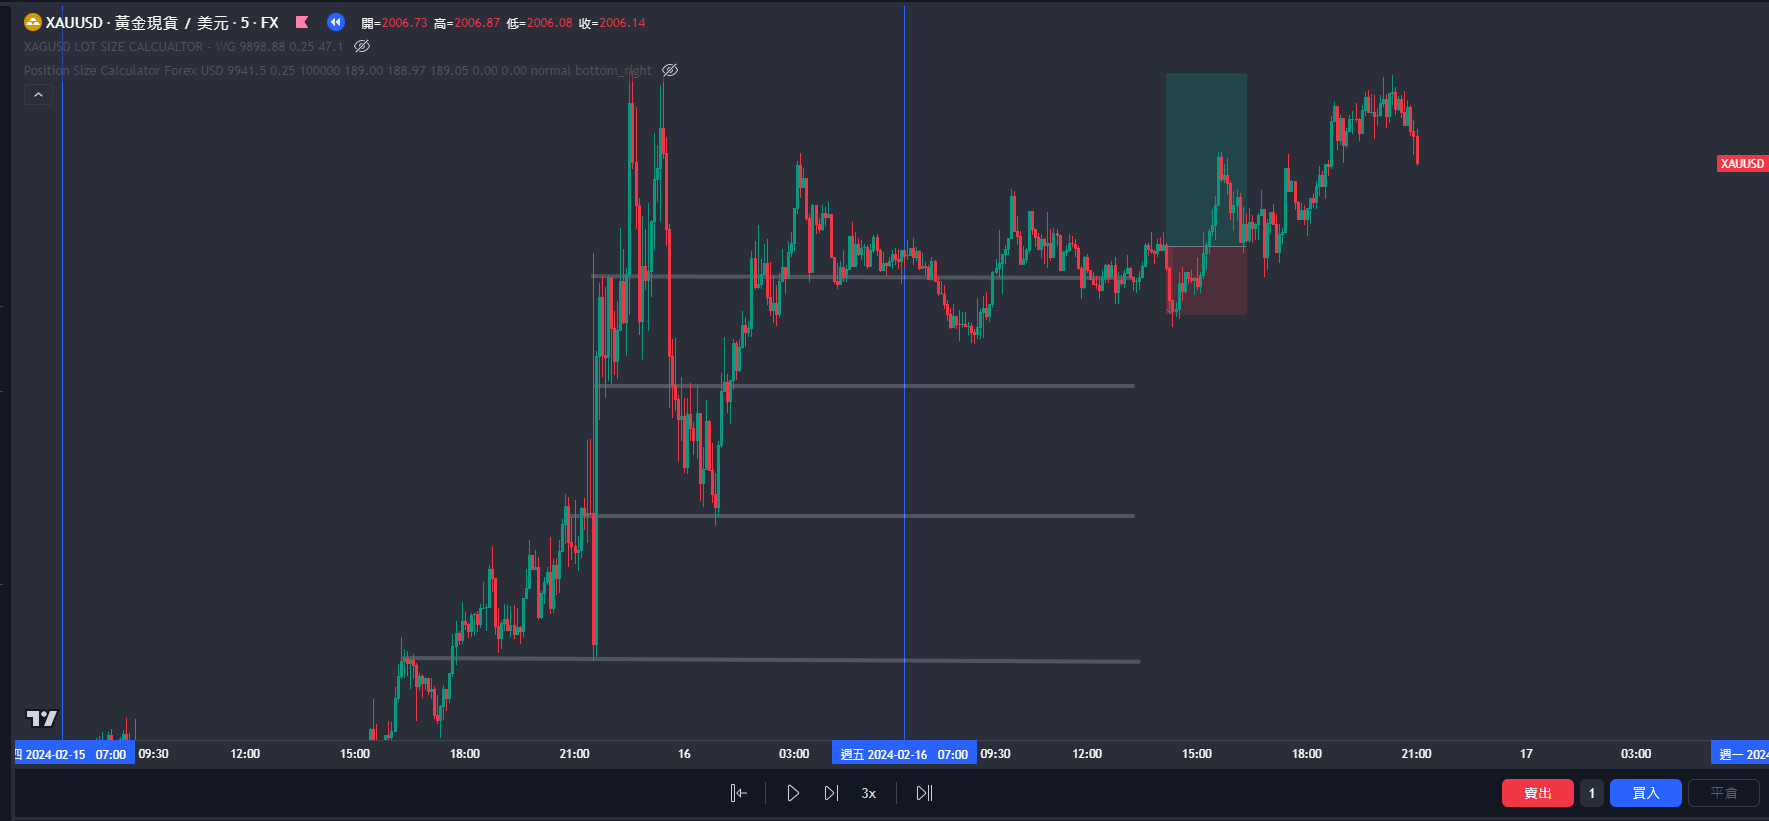 XAUUSD · 黃金現貨 / 美元 · 5 · FX 開=2006.73 高=2006.87 低=2006.08 收=2006.14
XAGUSD LOT SIZE CALCUALTOR - WG 9898.88 0.25 47.1
Position Size Calculator Forex USD 9941.5 0.25 100000 189.00 188.97 189.05 0.00 0.00 normal bottom_right
XAUUSD
四 2024-02-15 07:00 09:30 12:00 15:00 18:00 21:00 16 03:00 週五 2024-02-16 07:00 09:30 12:00 15:00 18:00 21:00 17 03:00 週一 2024
3x 賣出 1 買入 平倉